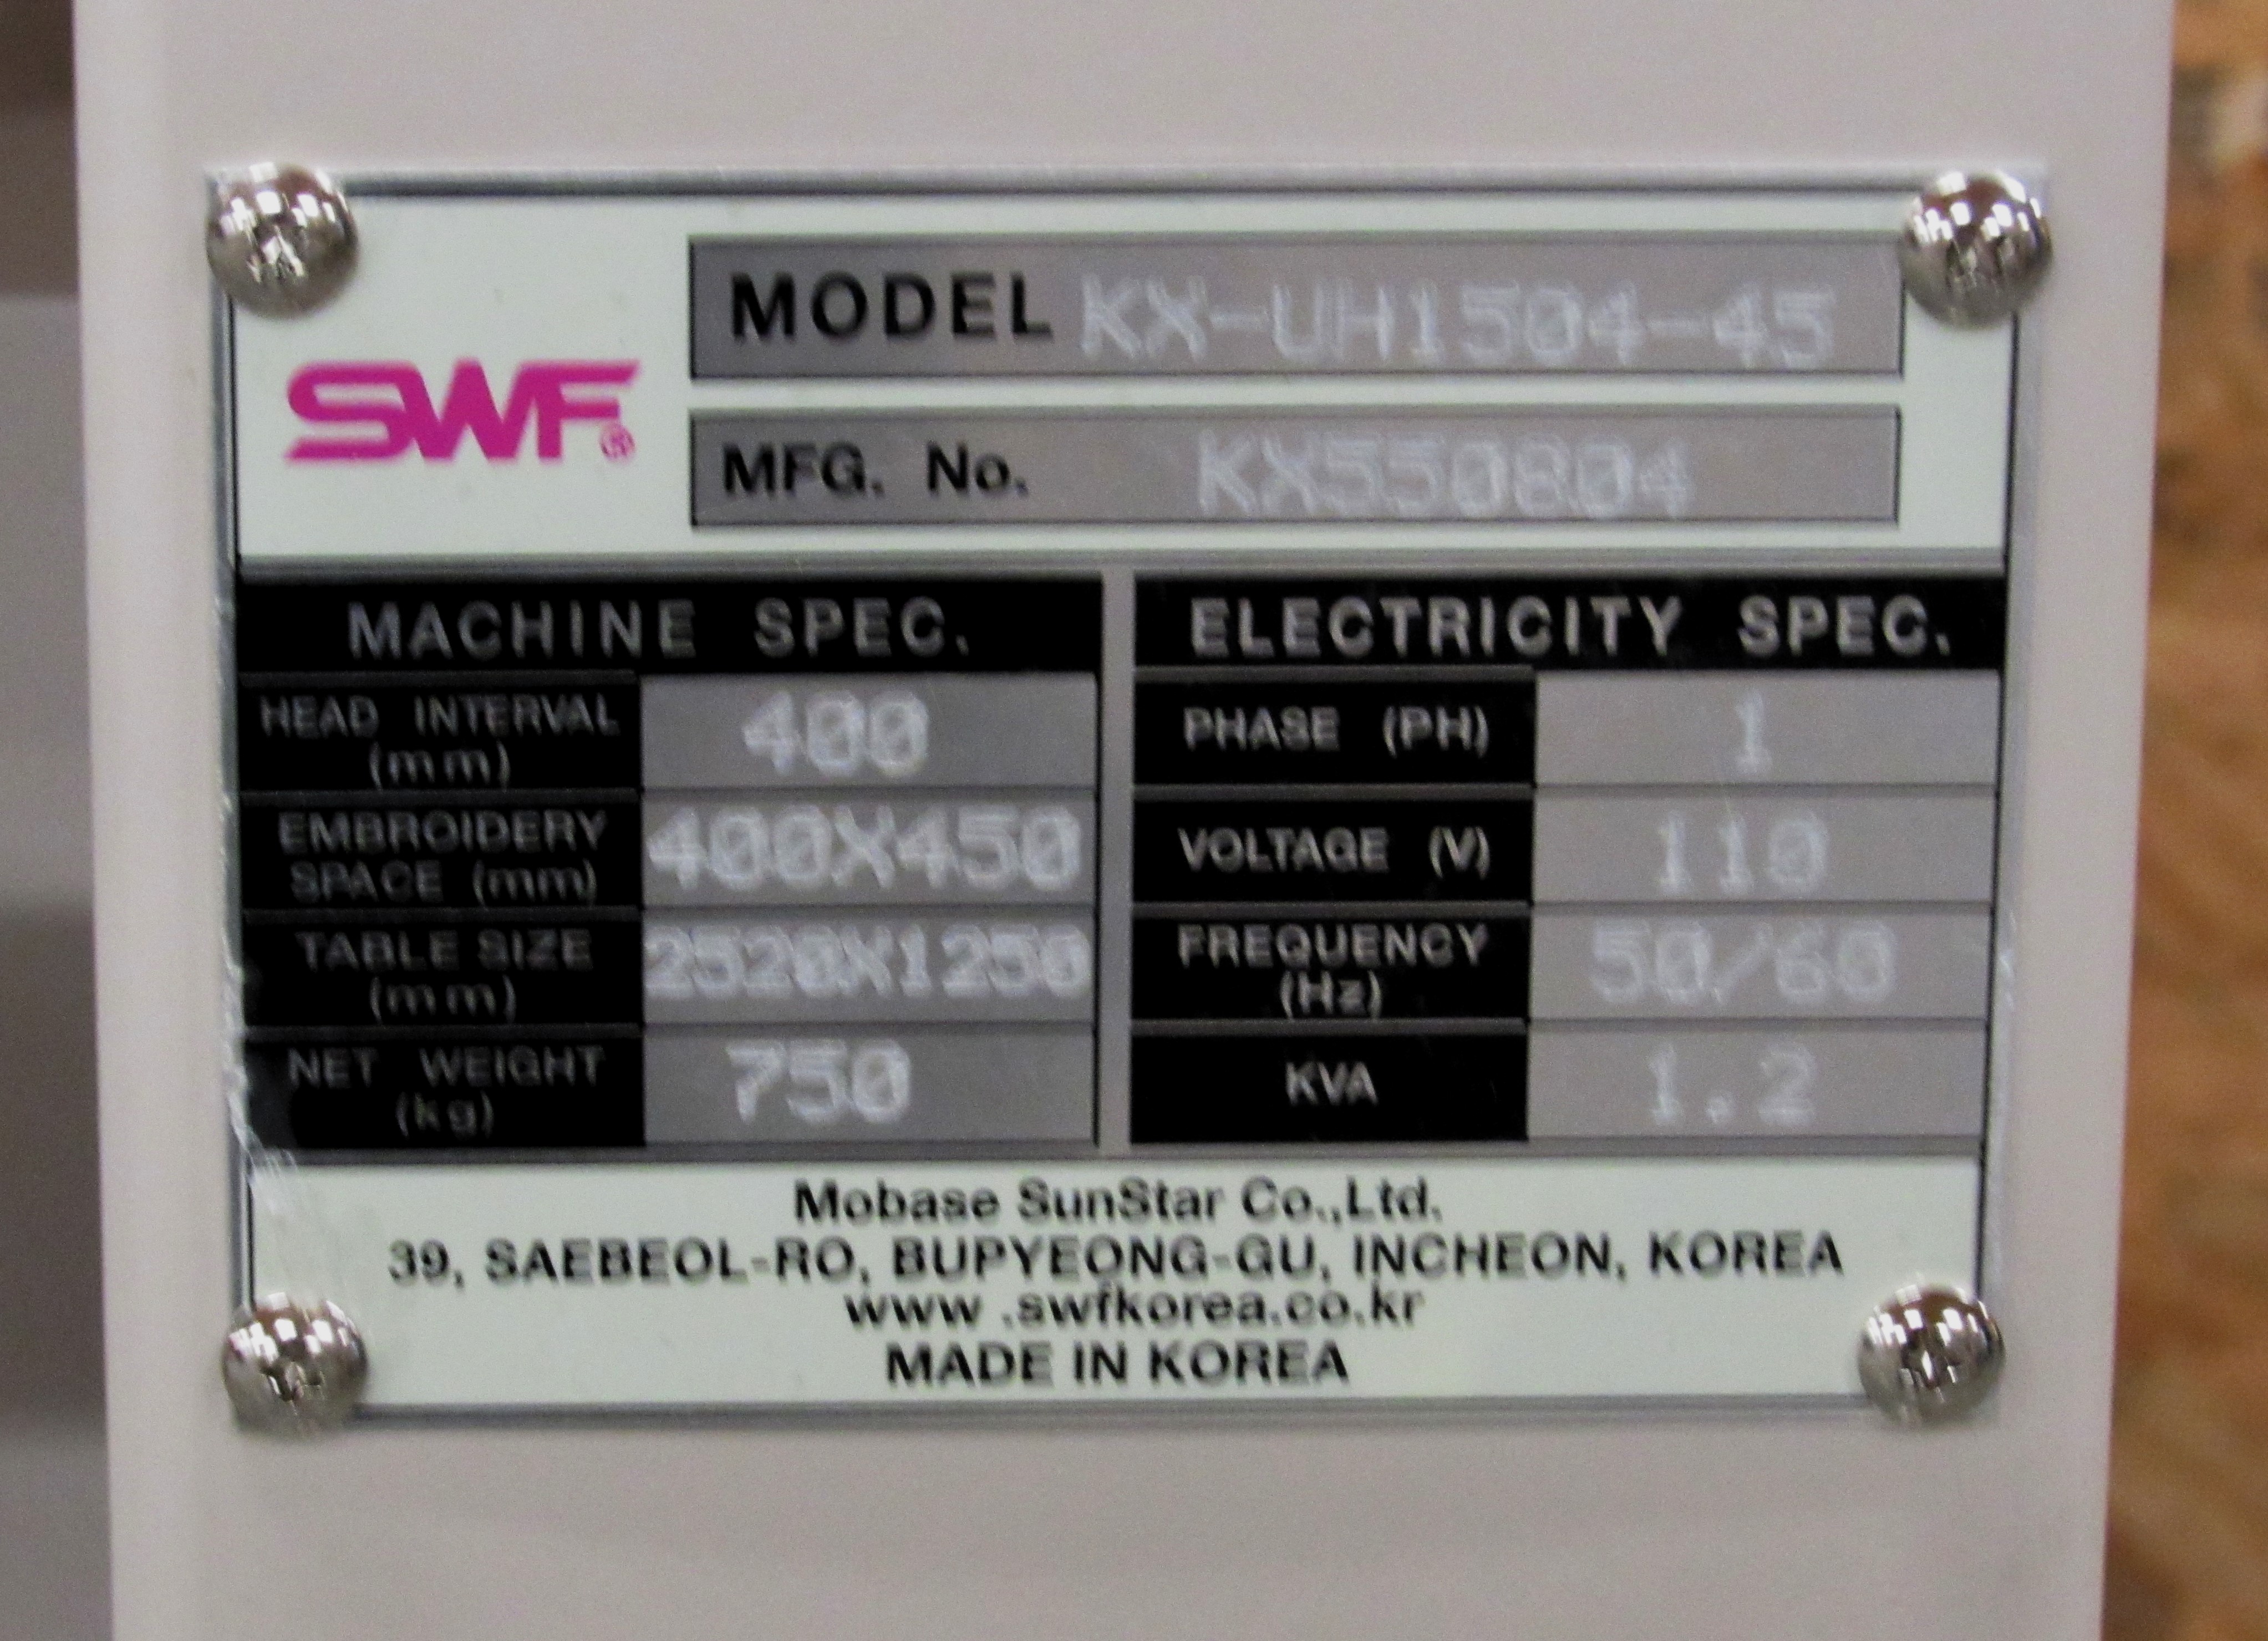 SWF®
MODEL KX-UH1504-45
MFG. No. KX550804
MACHINE SPEC.
HEAD INTERVAL
(mm)
400
EMBROIDERY
SPACE (mm)
400X450
TABLE SIZE
(mm)
2520X1250
NET WEIGHT
(kg)
750
ELECTRICITY SPEC.
PHASE (PH)
1
VOLTAGE (V)
110
FREQUENCY
(Hz)
50/60
KVA
1.2
Mobase SunStar Co.,Ltd.
39, SAEBEOL-RO, BUPYEONG-GU, INCHEON, KOREA
www .swfkorea.co.kr
MADE IN KOREA